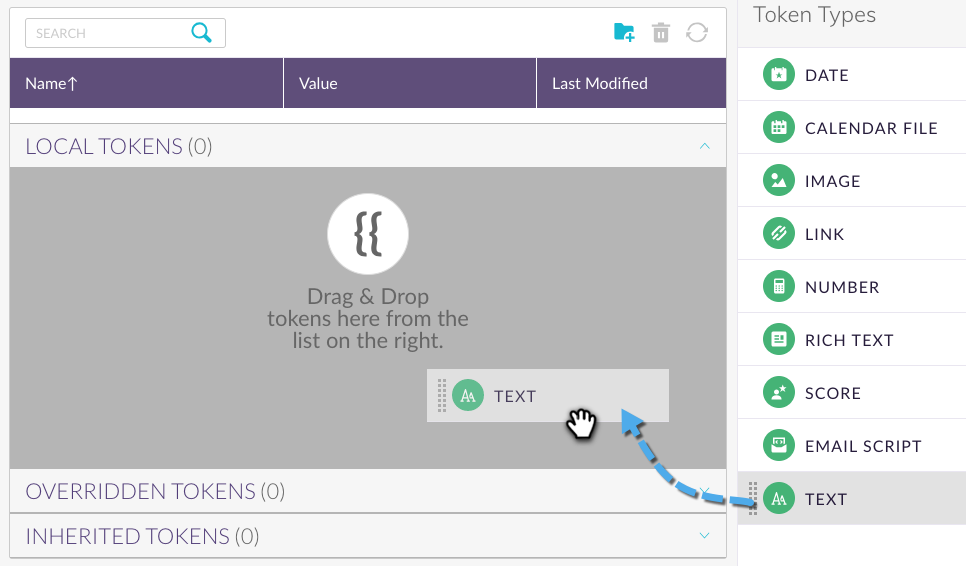 SEARCH
Name↑ Value Last Modified
LOCAL TOKENS (0)
{{
Drag & Drop
tokens here from the
list on the right.
AA TEXT
OVERRIDDEN TOKENS (0)
INHERITED TOKENS (0)
Token Types
DATE
CALENDAR FILE
IMAGE
LINK
NUMBER
RICH TEXT
SCORE
EMAIL SCRIPT
AA TEXT